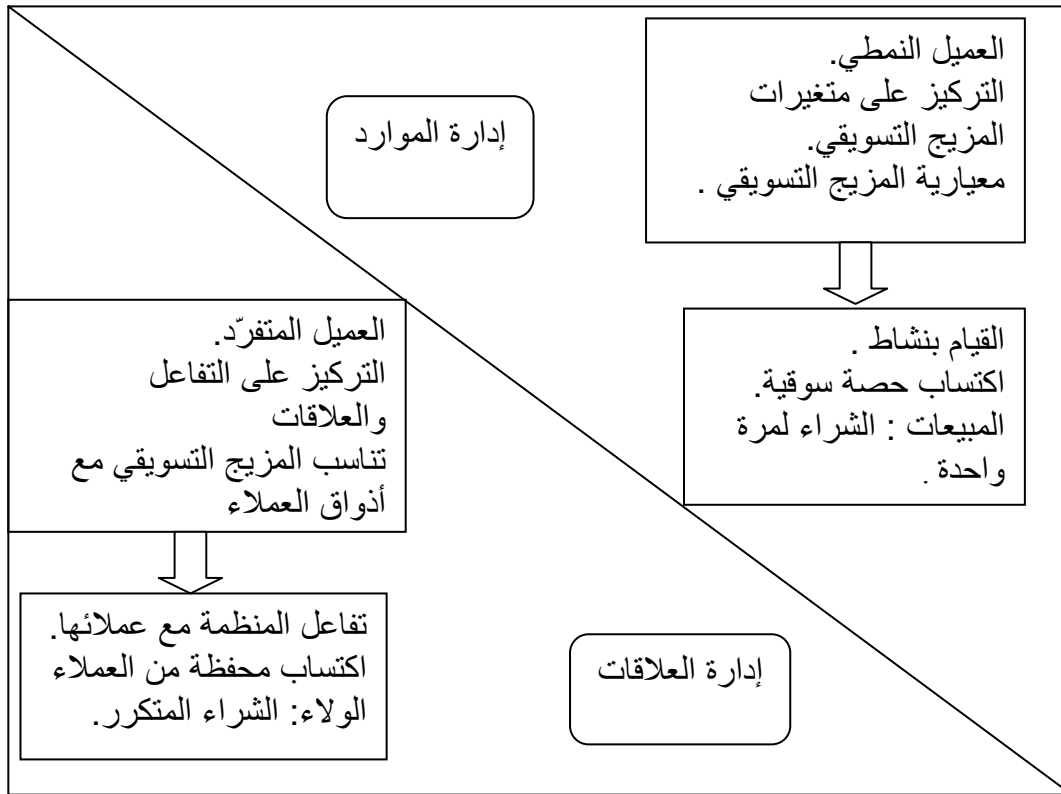 العميل النمطي.
التركيز على متغيرات
المزيج التسويقي.
معيارية المزيج التسويقي .
إدارة الموارد
القيام بنشاط .
اكتساب حصة سوقية.
المبيعات : الشراء لمرة
واحدة .
العميل المتفرّد.
التركيز على التفاعل
والعلاقات
تناسب المزيج التسويقي مع
أذواق العملاء
تفاعل المنظمة مع عملائها.
اكتساب محفظة من العملاء
الولاء: الشراء المتكرر.
إدارة العلاقات